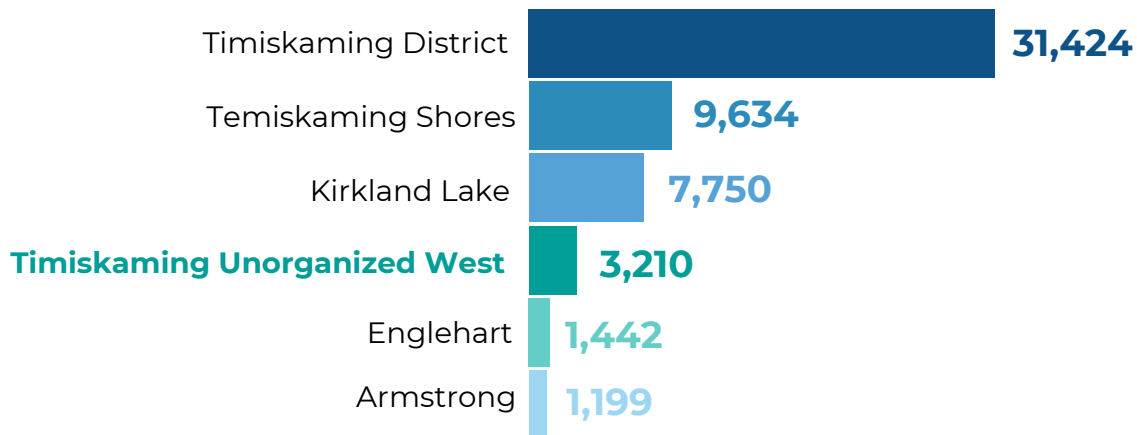 Timiskaming District 31,424
Temiskaming Shores 9,634
Kirkland Lake 7,750
Timiskaming Unorganized West 3,210
Englehart 1,442
Armstrong 1,199